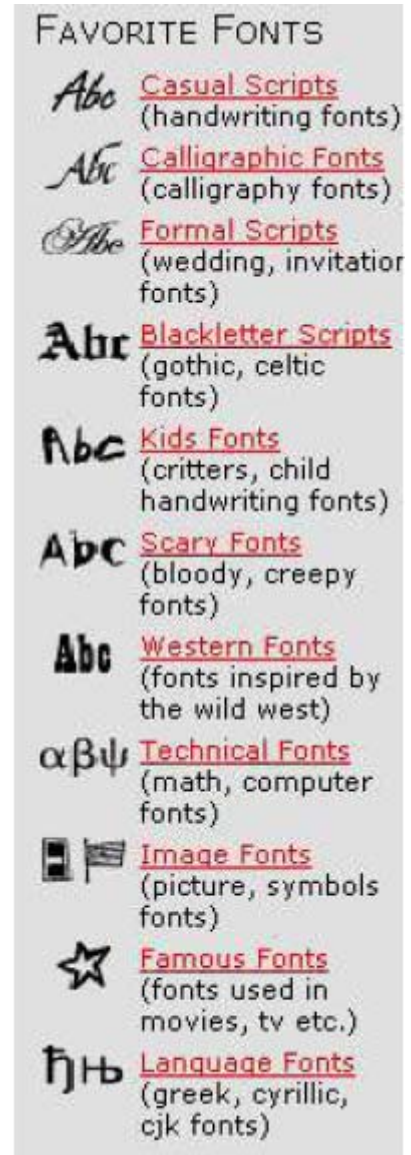 FAVORITE FONTS
Abc Casual Scripts
(handwriting fonts)
Abc Calligraphic Fonts
(calligraphy fonts)
Abc Formal Scripts
(wedding, invitation
fonts)
Abc Blackletter Scripts
(gothic, celtic
fonts)
Abc Kids Fonts
(critters, child
handwriting fonts)
Abc Scary Fonts
(bloody, creepy
fonts)
Abc Western Fonts
(fonts inspired by
the wild west)
αβψ Technical Fonts
(math, computer
fonts)
Image Fonts
(picture, symbols
fonts)
Famous Fonts
(fonts used in
movies, tv etc.)
ђњ Language Fonts
(greek, cyrillic,
cjk fonts)